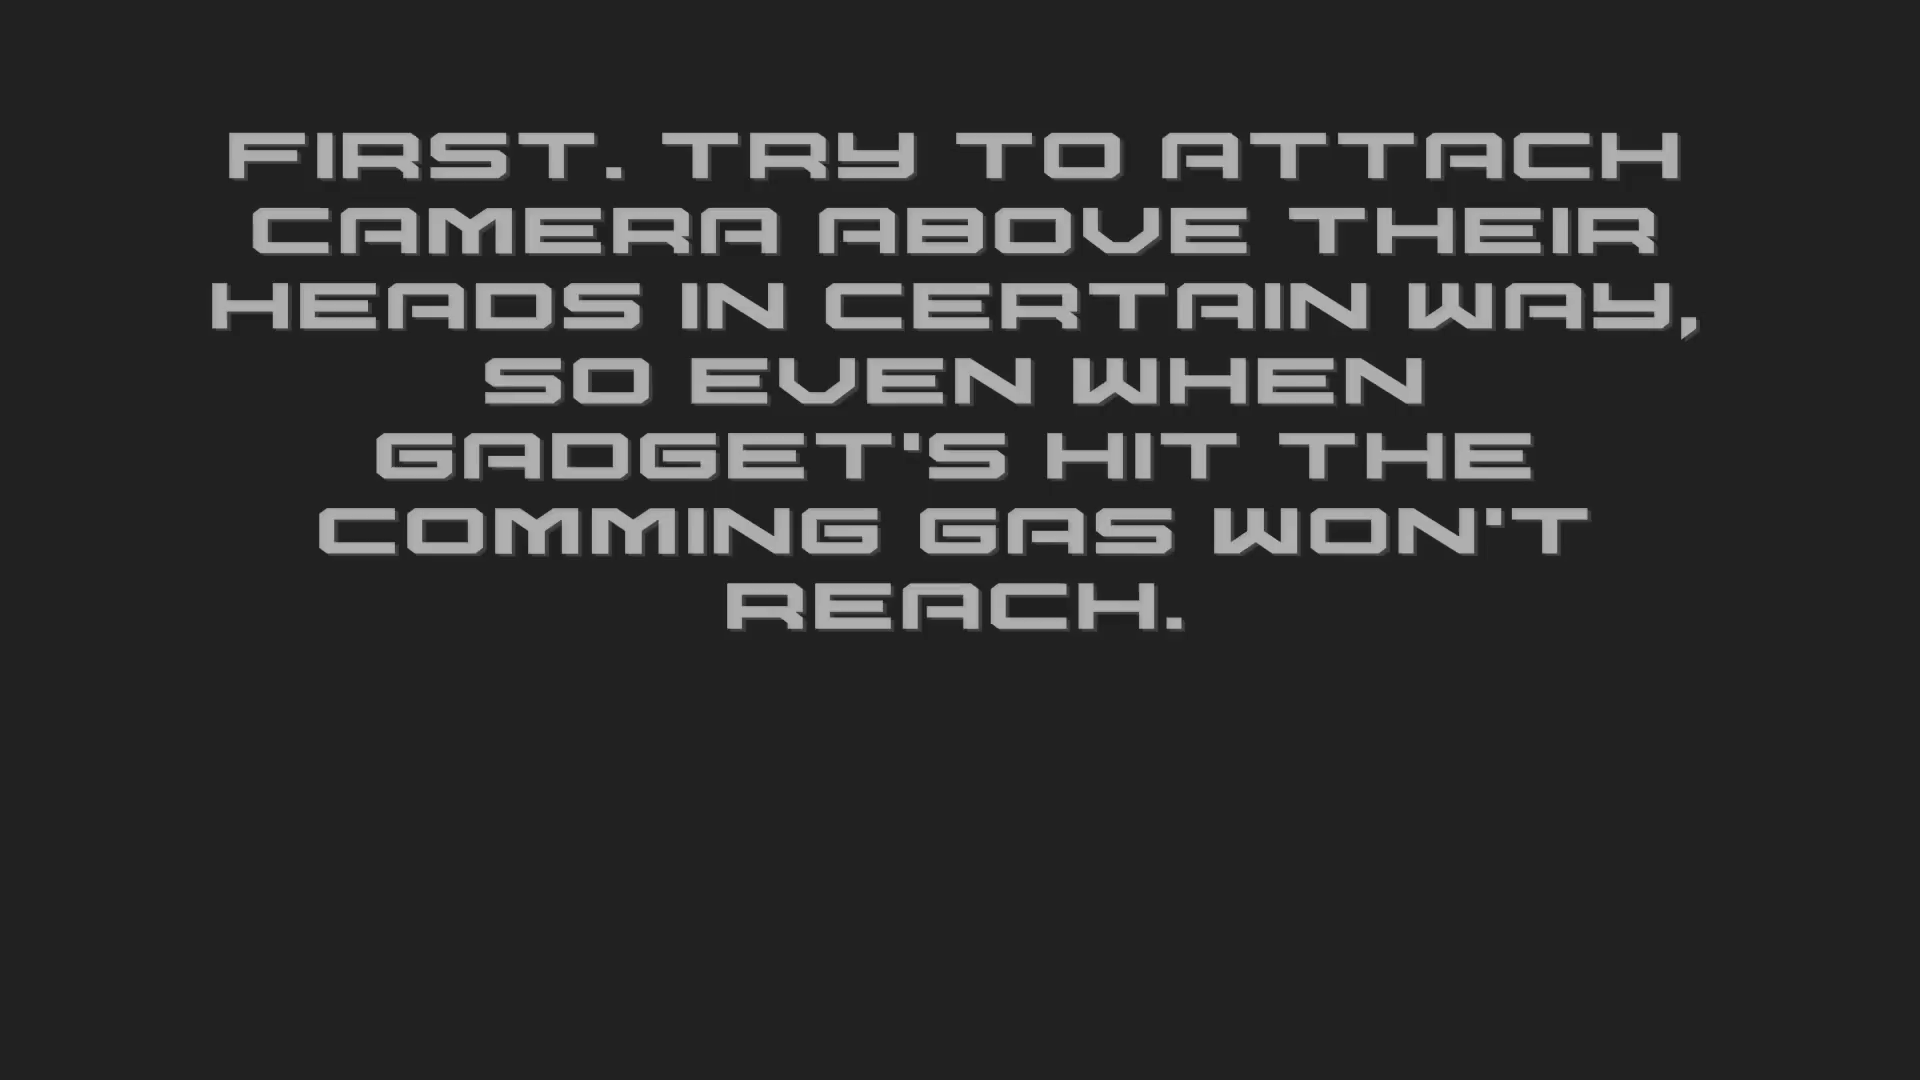 FIRST. TRY TO ATTACH
CAMERA ABOVE THEIR
HEADS IN CERTAIN WAY,
SO EVEN WHEN
GADGET'S HIT THE
COMMING GAS WON'T
REACH.